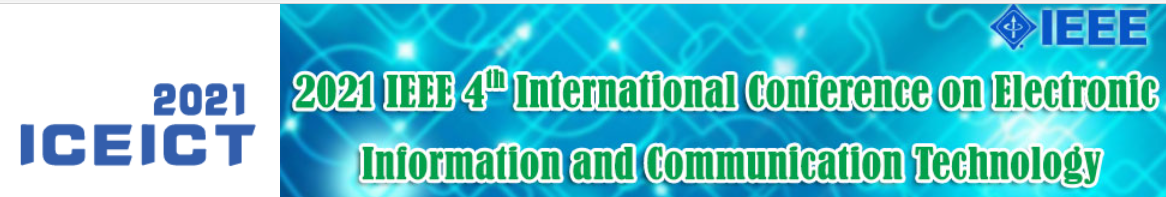 2021
ICEICT
IEEE
2021 IEEE 4th International Conference on Electronic
Information and Communication Technology